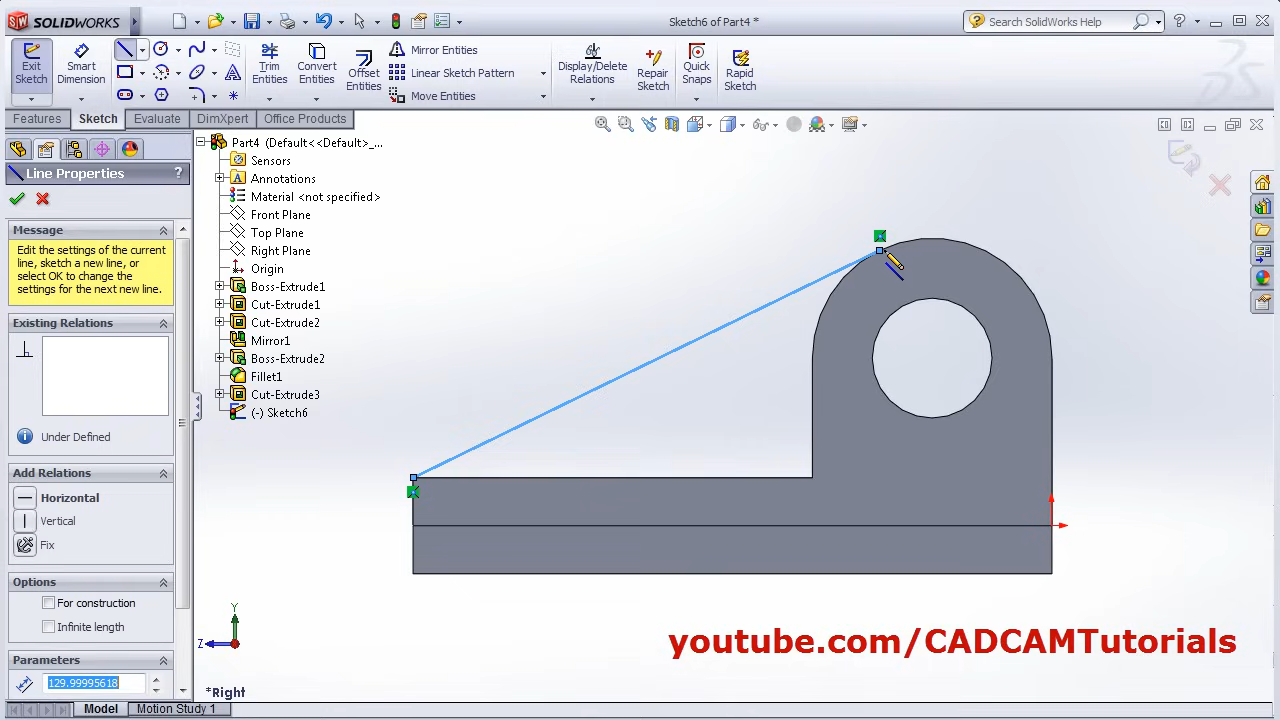 SOLIDWORKS
Sketch6 of Part4 *
Search SolidWorks Help
Exit Sketch
Smart Dimension
Trim Entities
Convert Entities
Offset Entities
Mirror Entities
Linear Sketch Pattern
Move Entities
Display/Delete Relations
Repair Sketch
Quick Snaps
Rapid Sketch
Features
Sketch
Evaluate
DimXpert
Office Products
Line Properties
?
Message
Edit the settings of the current
line, sketch a new line, or
select OK to change the
settings for the next new line.
Existing Relations
Under Defined
Add Relations
Horizontal
Vertical
Fix
Options
For construction
Infinite length
Parameters
129.99995618
Part4 (Default<<Default>_...
Sensors
Annotations
Material <not specified>
Front Plane
Top Plane
Right Plane
Origin
Boss-Extrude1
Cut-Extrude1
Cut-Extrude2
Mirror1
Boss-Extrude2
Fillet1
Cut-Extrude3
(-) Sketch6
Y
Z
*Right
youtube.com/CADCAMTutorials
Model
Motion Study 1